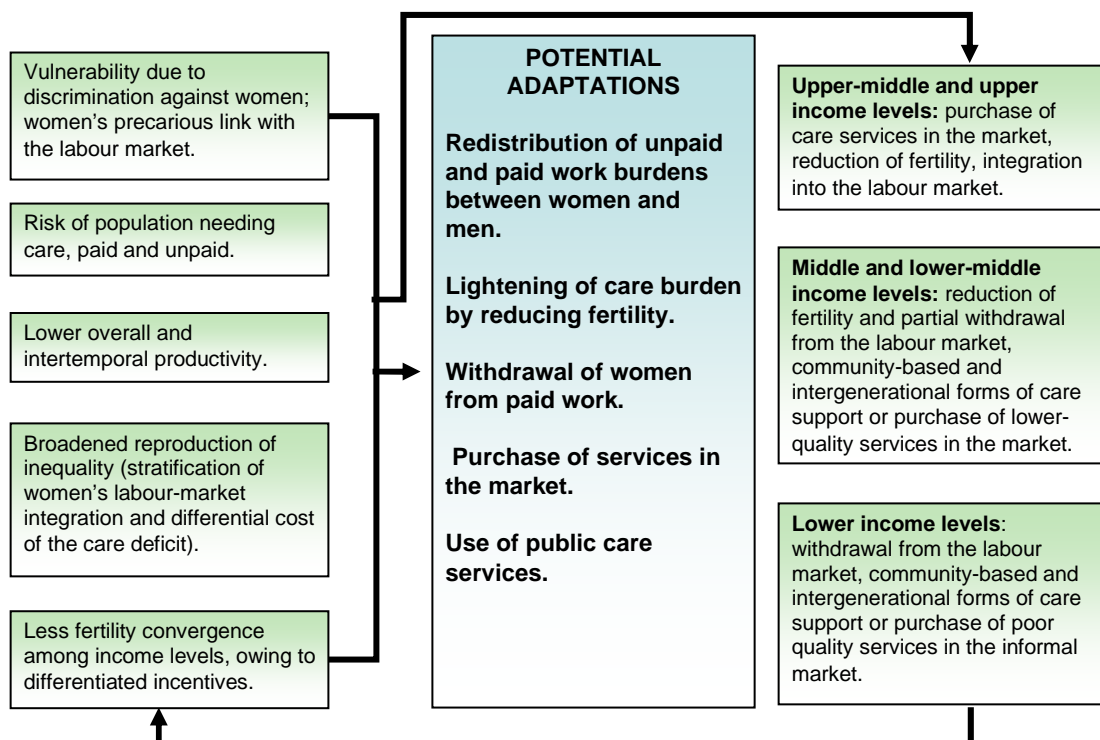 Vulnerability due to
discrimination against women;
women's precarious link with
the labour market.
Risk of population needing
care, paid and unpaid.
Lower overall and
intertemporal productivity.
Broadened reproduction of
inequality (stratification of
women's labour-market
integration and differential cost
of the care deficit).
Less fertility convergence
among income levels, owing to
differentiated incentives.
POTENTIAL
ADAPTATIONS
Redistribution of unpaid
and paid work burdens
between women and
men.
Lightening of care burden
by reducing fertility.
Withdrawal of women
from paid work.
Purchase of services in
the market.
Use of public care
services.
Upper-middle and upper
income levels: purchase of
care services in the market,
reduction of fertility, integration
into the labour market.
Middle and lower-middle
income levels: reduction of
fertility and partial withdrawal
from the labour market,
community-based and
intergenerational forms of care
support or purchase of lower-
quality services in the market.
Lower income levels:
withdrawal from the labour
market, community-based and
intergenerational forms of care
support or purchase of poor
quality services in the informal
market.